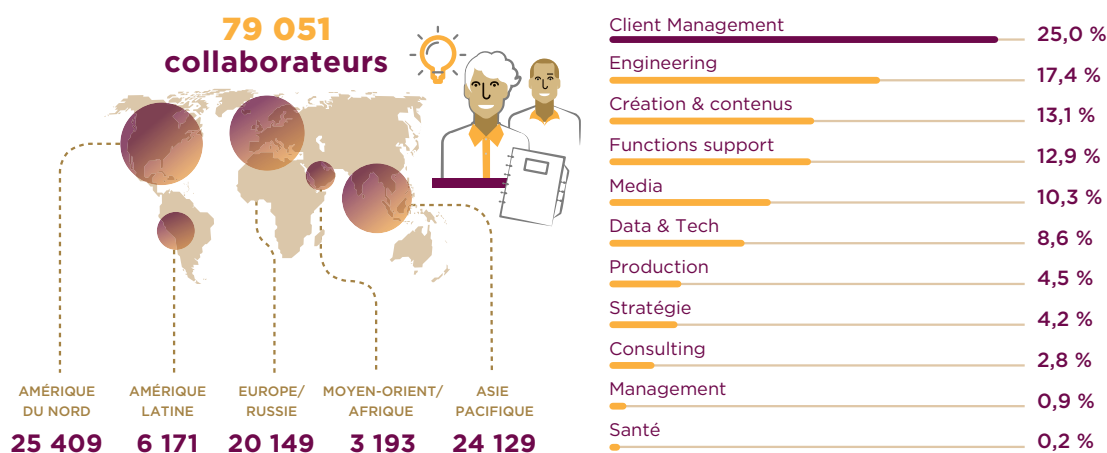 79 051
collaborateurs
AMÉRIQUE
DU NORD
25 409
AMÉRIQUE
LATINE
6 171
EUROPE/
RUSSIE
20 149
MOYEN-ORIENT/
AFRIQUE
3 193
ASIE
PACIFIQUE
24 129
Client Management
25,0 %
Engineering
17,4 %
Création & contenus
13,1 %
Functions support
12,9 %
Media
10,3 %
Data & Tech
8,6 %
Production
4,5 %
Stratégie
4,2 %
Consulting
2,8 %
Management
0,9 %
Santé
0,2 %